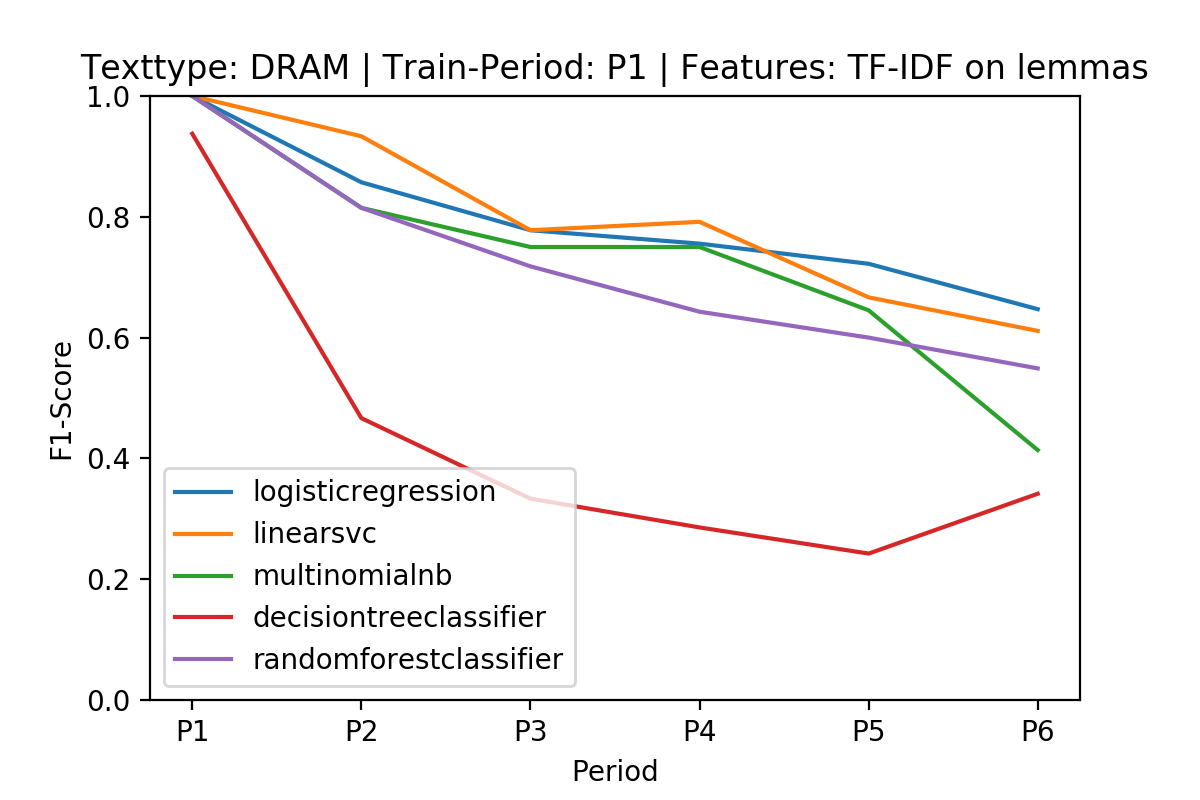 Texttype: DRAM | Train-Period: P1 | Features: TF-IDF on lemmas
1.0
0.8
0.6
0.4
0.2
0.0
F1-Score
logisticregression
linearsvc
multinomialnb
decisiontreeclassifier
randomforestclassifier
P1 P2 P3 P4 P5 P6
Period